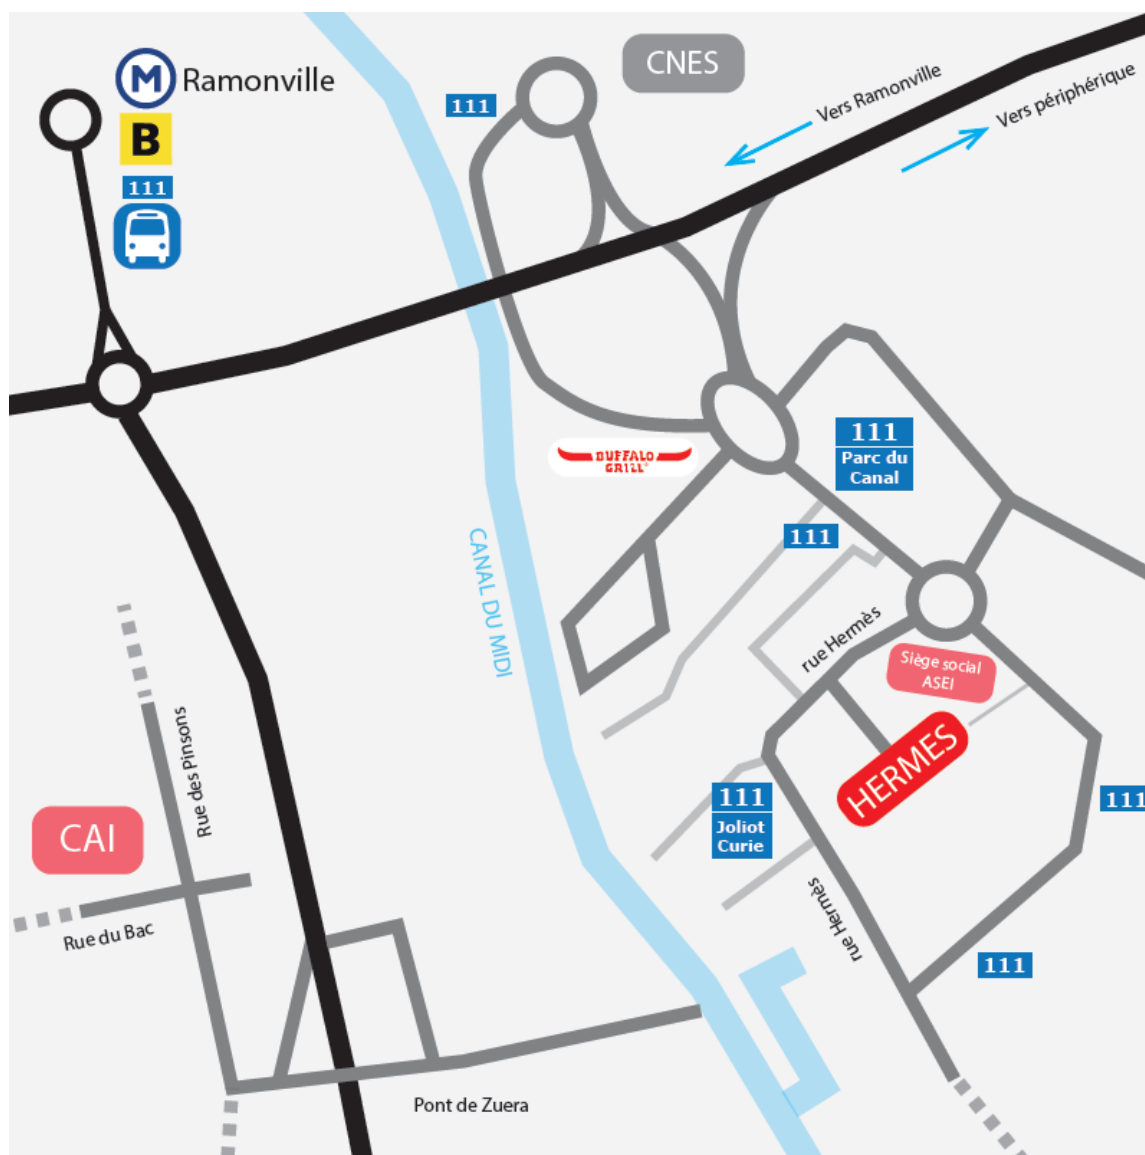 CNES
M
Ramonville
B
111
111
Vers Ramonville
Vers périphérique
BUFFALO
GRILL
111
Parc du
Canal
111
CANAL DU MIDI
rue Hermès
Siège social
ASEI
HERMES
Rue des Pinsons
CAI
111
Joliot
Curie
111
Rue du Bac
rue Hermès
111
Pont de Zuera